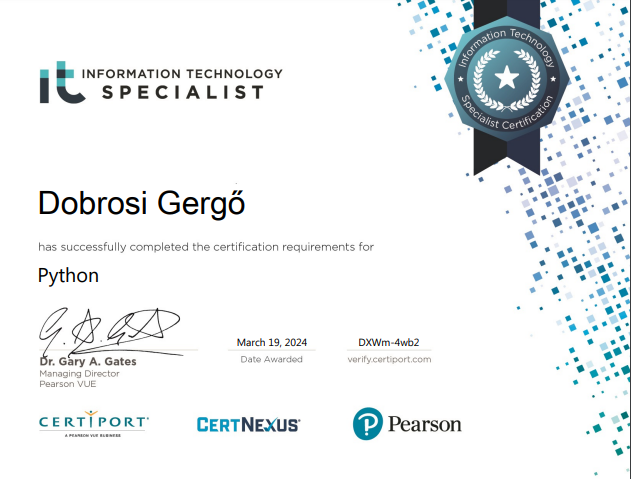 it INFORMATION TECHNOLOGY
SPECIALIST
Information Technology
Specialist Certification
Dobrosi Gergő
has successfully completed the certification requirements for
Python
Dr. Gary A. Gates
Managing Director
Pearson VUE
March 19, 2024
Date Awarded
DXWm-4wb2
verify.certiport.com
CERTIPORT
A PEARSON VUE BUSINESS
CERTNEXUS
P Pearson